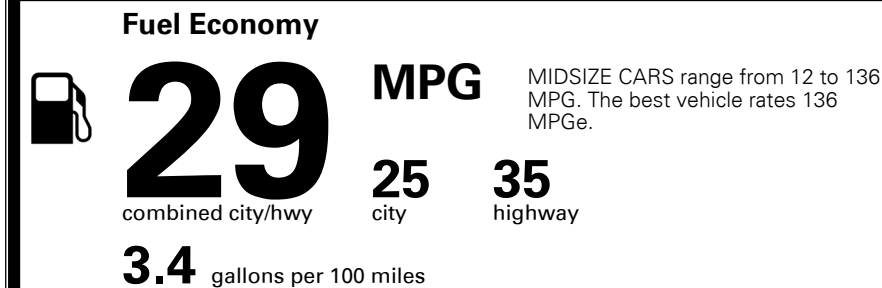 Fuel Economy
29
MPG
MIDSIZE CARS range from 12 to 136
MPG. The best vehicle rates 136
MPGe.
combined city/hwy
25
city
35
highway
3.4 gallons per 100 miles